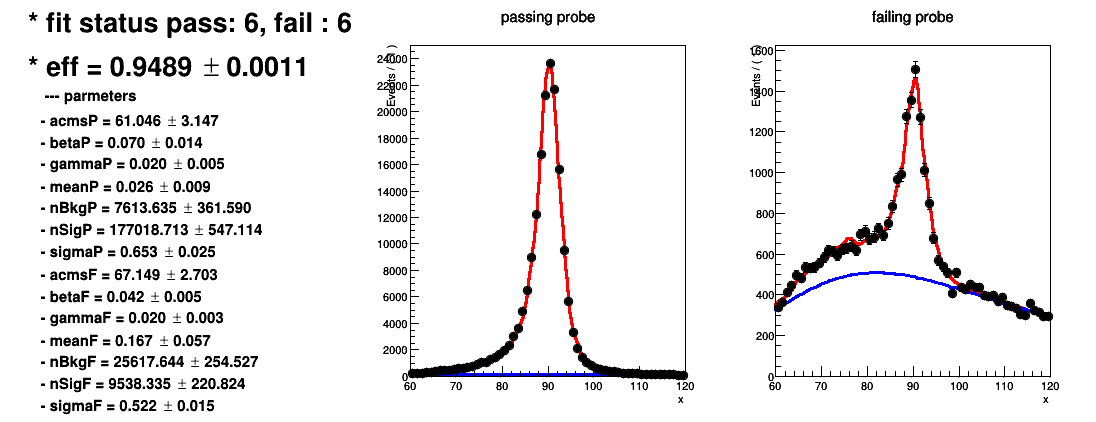 * fit status pass: 6, fail : 6
* eff = 0.9489 ± 0.0011
--- parmeters
- acmsP = 61.046 ± 3.147
- betaP = 0.070 ± 0.014
- gammaP = 0.020 ± 0.005
- meanP = 0.026 ± 0.009
- nBkgP = 7613.635 ± 361.590
- nSigP = 177018.713 ± 547.114
- sigmaP = 0.653 ± 0.025
- acmsF = 67.149 ± 2.703
- betaF = 0.042 ± 0.005
- gammaF = 0.020 ± 0.003
- meanF = 0.167 ± 0.057
- nBkgF = 25617.644 ± 254.527
- nSigF = 9538.335 ± 220.824
- sigmaF = 0.522 ± 0.015
passing probe
Events / (
)
24000
22000
20000
18000
16000
14000
12000
10000
8000
6000
4000
2000
0
60 70 80 90 100 110 120
x
failing probe
Events / (
1600
1400
1200
1000
800
600
400
200
0
60 70 80 90 100 110 120
x